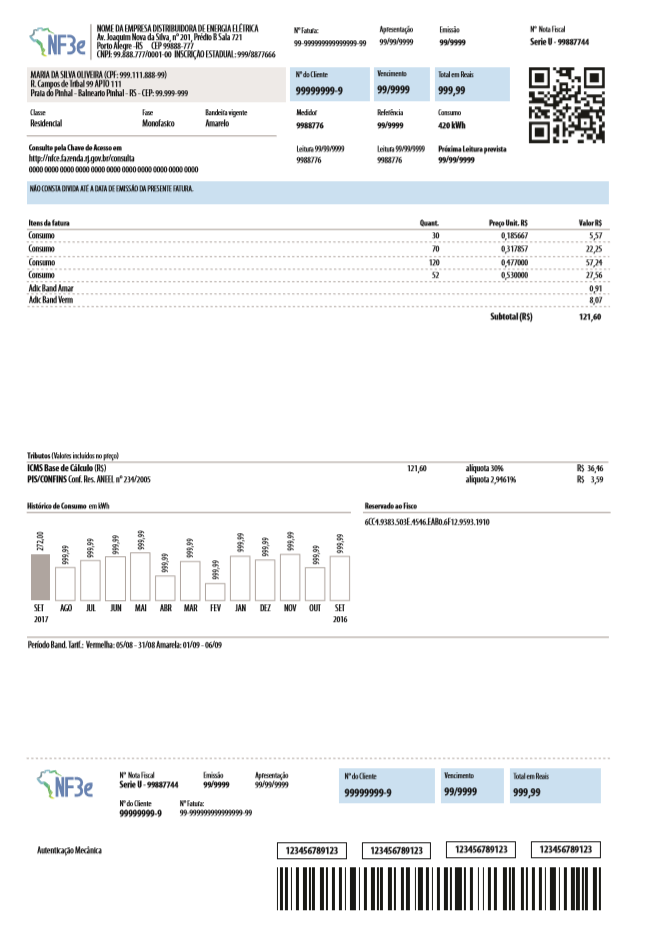 NF3e
NOME DA EMPRESA DISTRIBUIDORA DE ENERGIA ELÉTRICA
Av. Joaquim Nova da Silva, nº 201, Prédio B Sala 721
Porto Alegre -RS CEP 99888-777
CNPJ: 99.888.777/0001-00 INSCRIÇÃO ESTADUAL: 999/8877666
Nº Fatura: Apresentação Emissão Nº Nota Fiscal
99-999999999999999-99 99/99/9999 99/9999 Serie U - 99887744
MARIA DA SILVA OLIVEIRA (CPF: 999.111.888-99)
R. Campos de Tribal 99 APTO 111
Praia do Pinhal - Balneario Pinhal - RS - CEP: 99.999-999
Nº do Cliente Vencimento Total em Reais
99999999-9 99/9999 999,99
Classe Fase Bandeira vigente Medidor Referência Consumo
Residencial Monofasico Amarelo 9988776 99/9999 420 kWh
Consulte pela Chave de Acesso em
http://nfce.fazenda.rj.gov.br/consulta
0000 0000 0000 0000 0000 0000 0000 0000 0000 0000 0000
Leitura 99/99/9999 Leitura 99/99/9999 Próxima Leitura prevista
9988776 9988776 99/99/9999
NÃO CONSTA DIVIDA ATÉ A DATA DE EMISSÃO DA PRESENTE FATURA.
Itens da fatura Quant. Preço Unit. R$ Valor R$
Consumo 30 0,185667 5,57
Consumo 70 0,317857 22,25
Consumo 120 0,477000 57,24
Consumo 52 0,530000 27,56
Adic Band Amar 0,91
Adic Band Verm 8,07
Subtotal (R$) 121,60
Tributos (Valores incluídos no preço)
ICMS Base de Cálculo (R$) 121,60 alíquota 30% R$ 36,46
PIS/CONFINS Conf. Res. ANEEL nº 234/2005 alíquota 2,9461% R$ 3,59
Histórico de Consumo em kWh
272,00 999,99 999,99 999,99 999,99 999,99 999,99 999,99 999,99 999,99 999,99 999,99 999,99
SET AGO JUL JUN MAI ABR MAR FEV JAN DEZ NOV OUT SET
2017 2016
Reservado ao Fisco
6CC4.9383.503E.4546.EAB0.6F12.9593.1910
Período Band. Tarif.: Vermelha: 05/08 - 31/08 Amarela: 01/09 - 06/09
NF3e
Nº Nota Fiscal Emissão Apresentação
Serie U - 99887744 99/9999 99/99/9999
Nº do Cliente Nº Fatura:
99999999-9 99-999999999999999-99
Nº do Cliente Vencimento Total em Reais
99999999-9 99/9999 999,99
Autenticação Mecânica
123456789123 123456789123 123456789123 123456789123